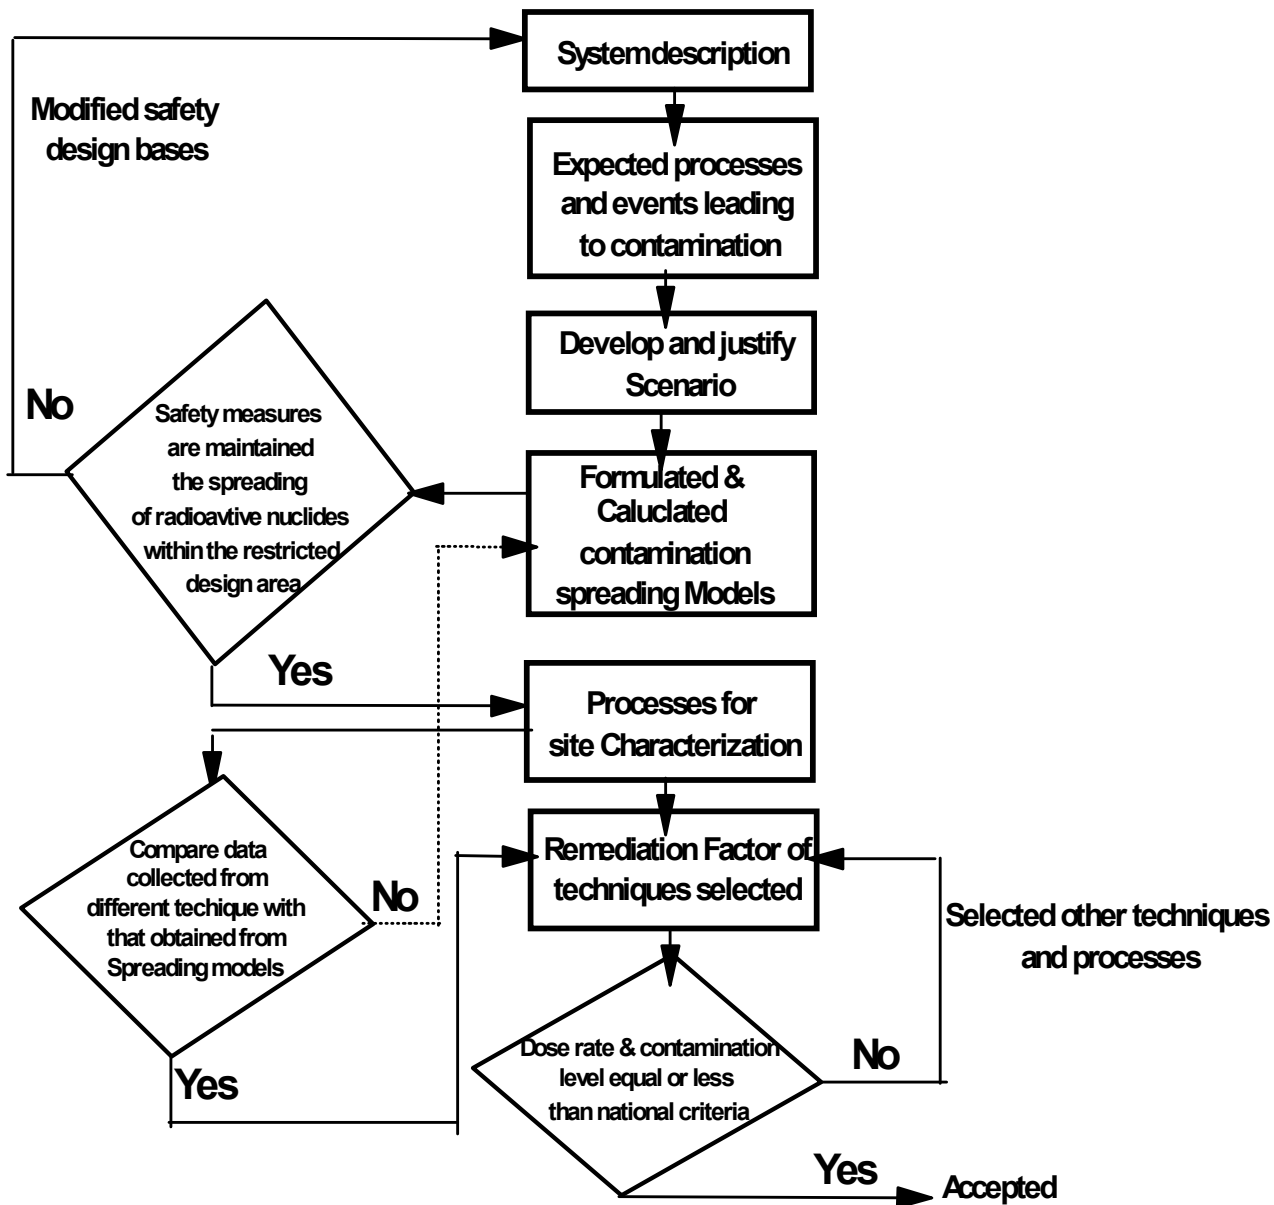 System description
Modified safety
design bases
Expected processes
and events leading
to contamination
Develop and justify
Scenario
No
Safety measures
are maintained
the spreading
of radioavtive nuclides
within the restricted
design area
Formulated &
Caluclated
contamination
spreading Models
Yes
Processes for
site Characterization
Compare data
collected from
different techique with
that obtained from
Spreading models
No
Yes
Remediation Factor of
techniques selected
Selected other techniques
and processes
Dose rate & contamination
level equal or less
than national criteria
No
Yes
Accepted